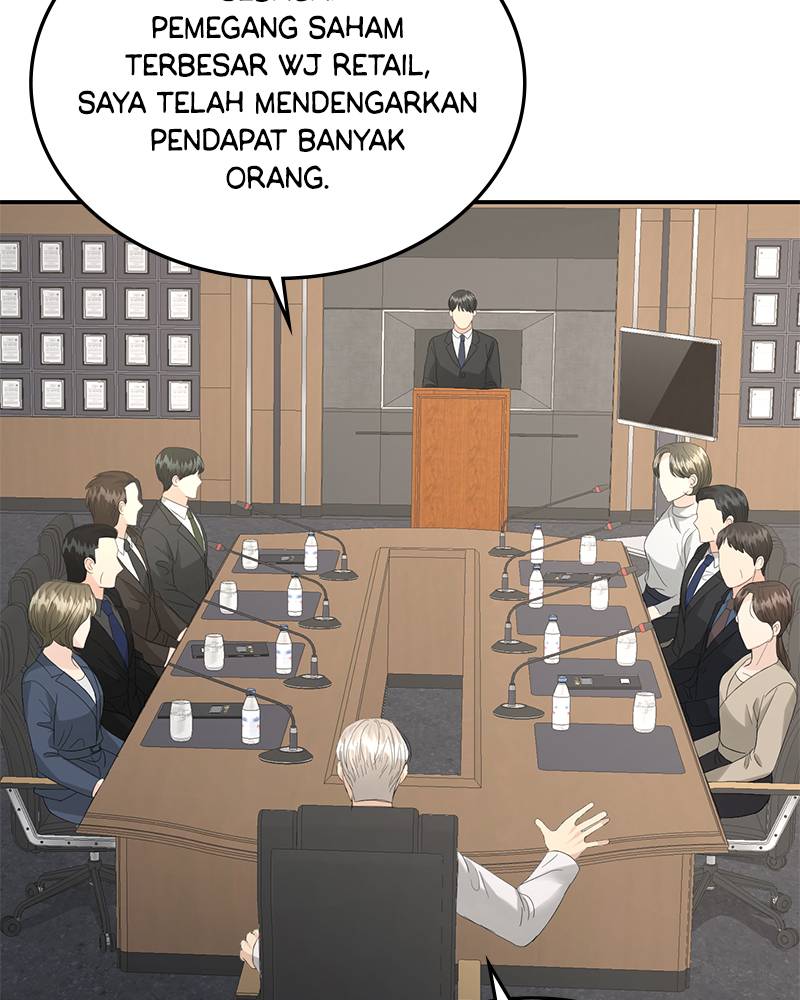 PEMEGANG SAHAM
TERBESAR WJ RETAIL,
SAYA TELAH MENDENGARKAN
PENDAPAT BANYAK
ORANG.